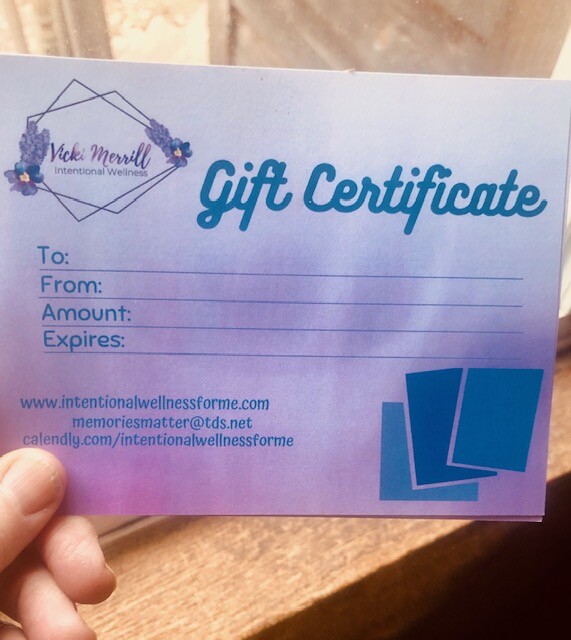 Vicki Merrill
Intentional Wellness
Gift Certificate
To:
From:
Amount:
Expires:
www.intentionalwellnessforme.com
memoriesmatter@tds.net
calendly.com/intentionalwellnessforme